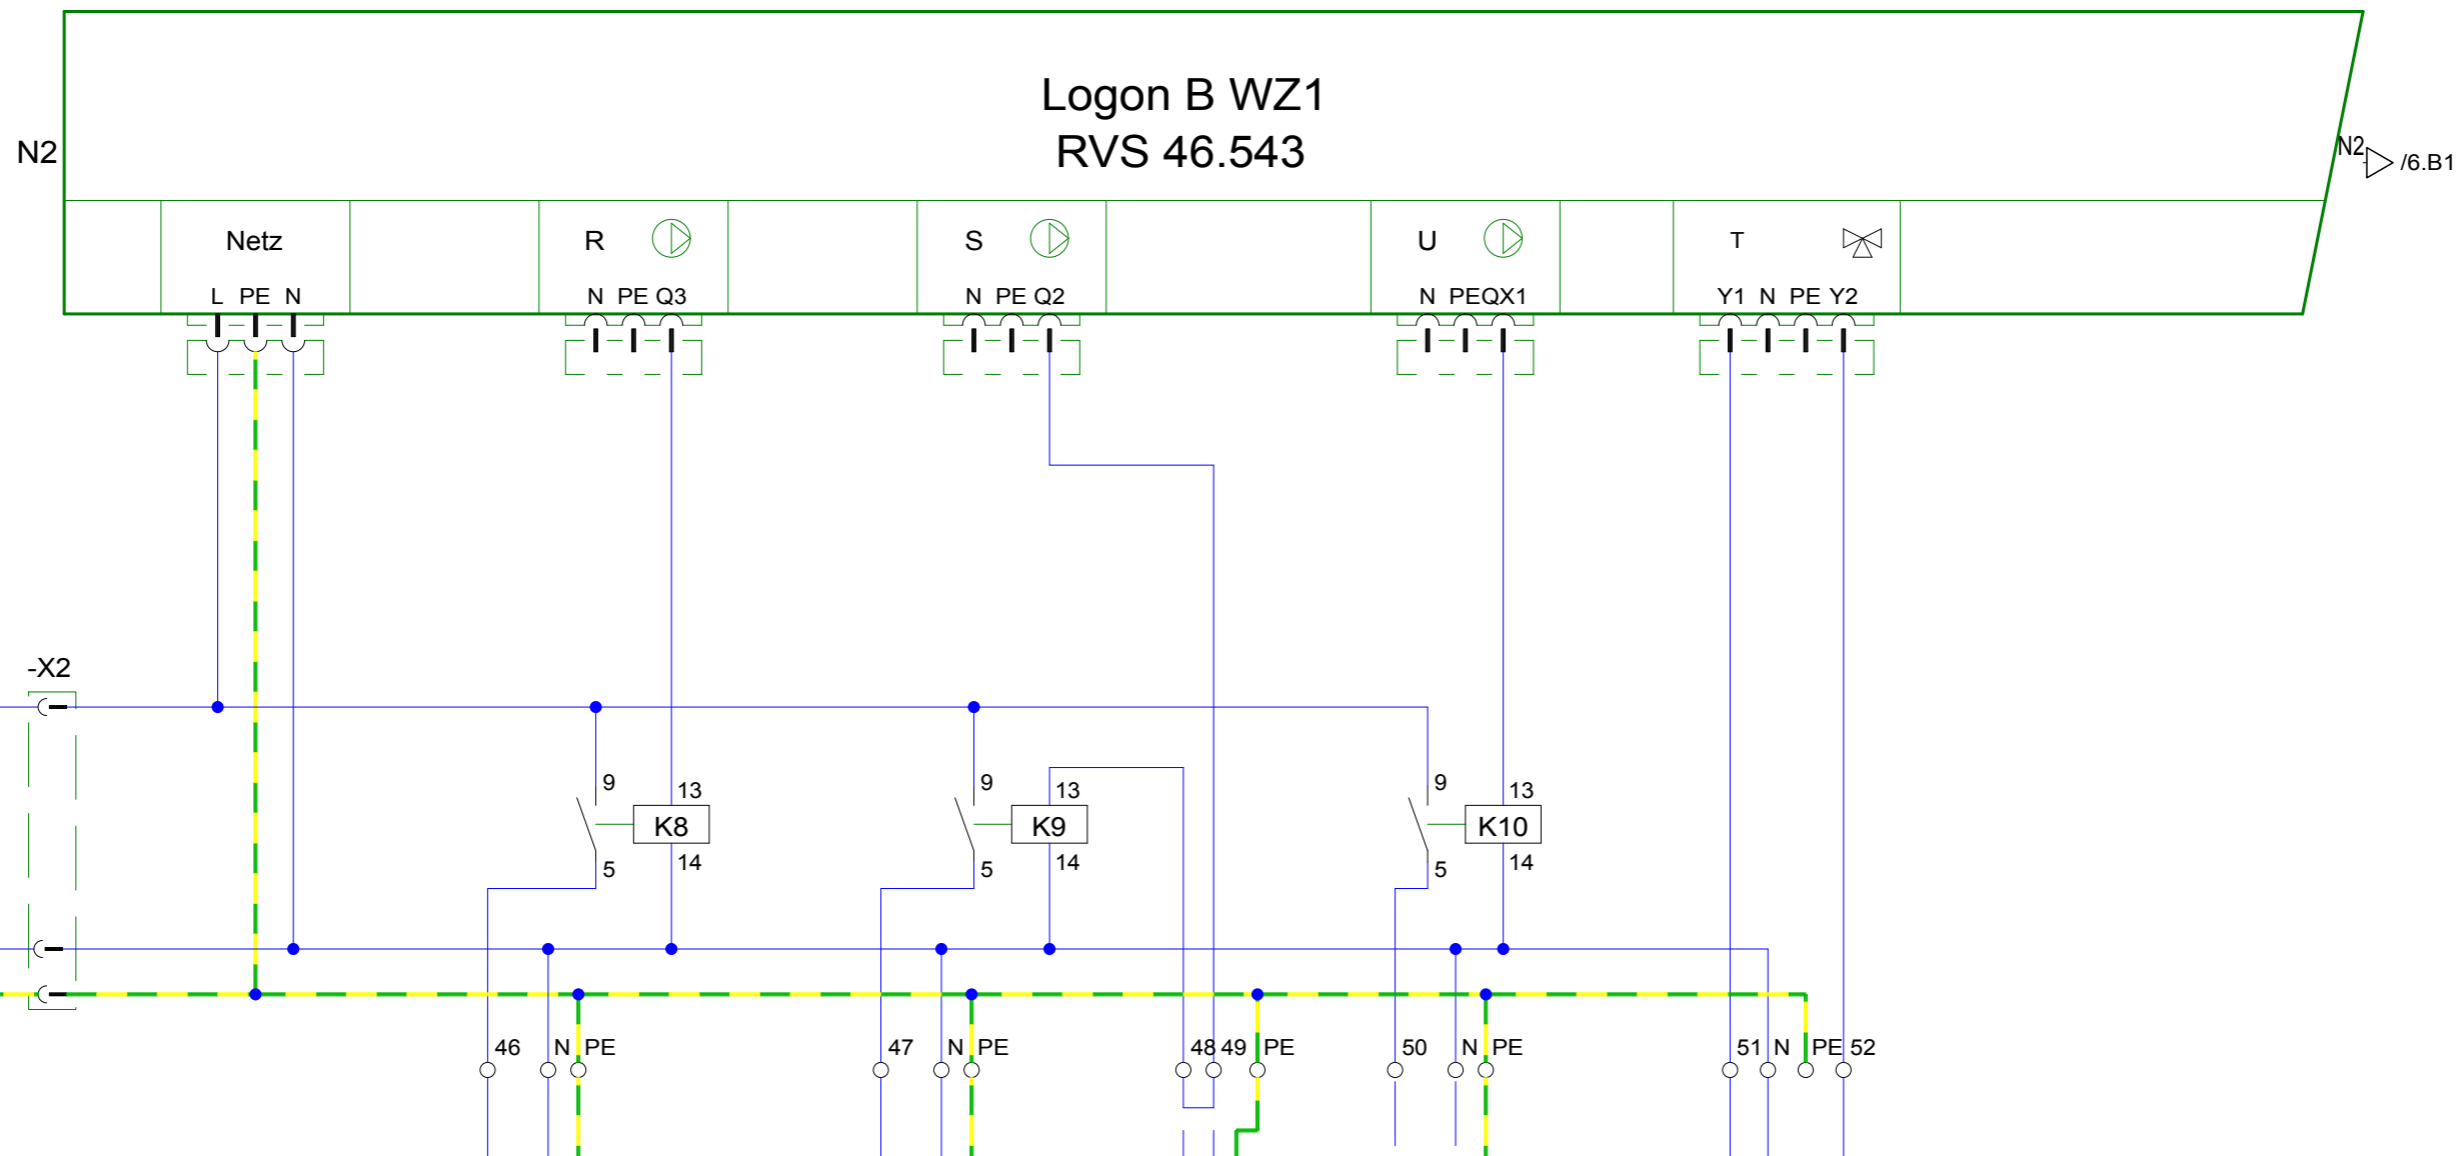 Logon B WZ1
RVS 46.543
N2
N2
/6.B1
Netz R S U T
L PE N N PE Q3 N PE Q2 N PE QX1 Y1 N PE Y2
-X2
9 13 9 13 9 13
K8 K9 K10
5 14 5 14 5 14
46 N PE 47 N PE 48 49 PE 50 N PE 51 N PE 52